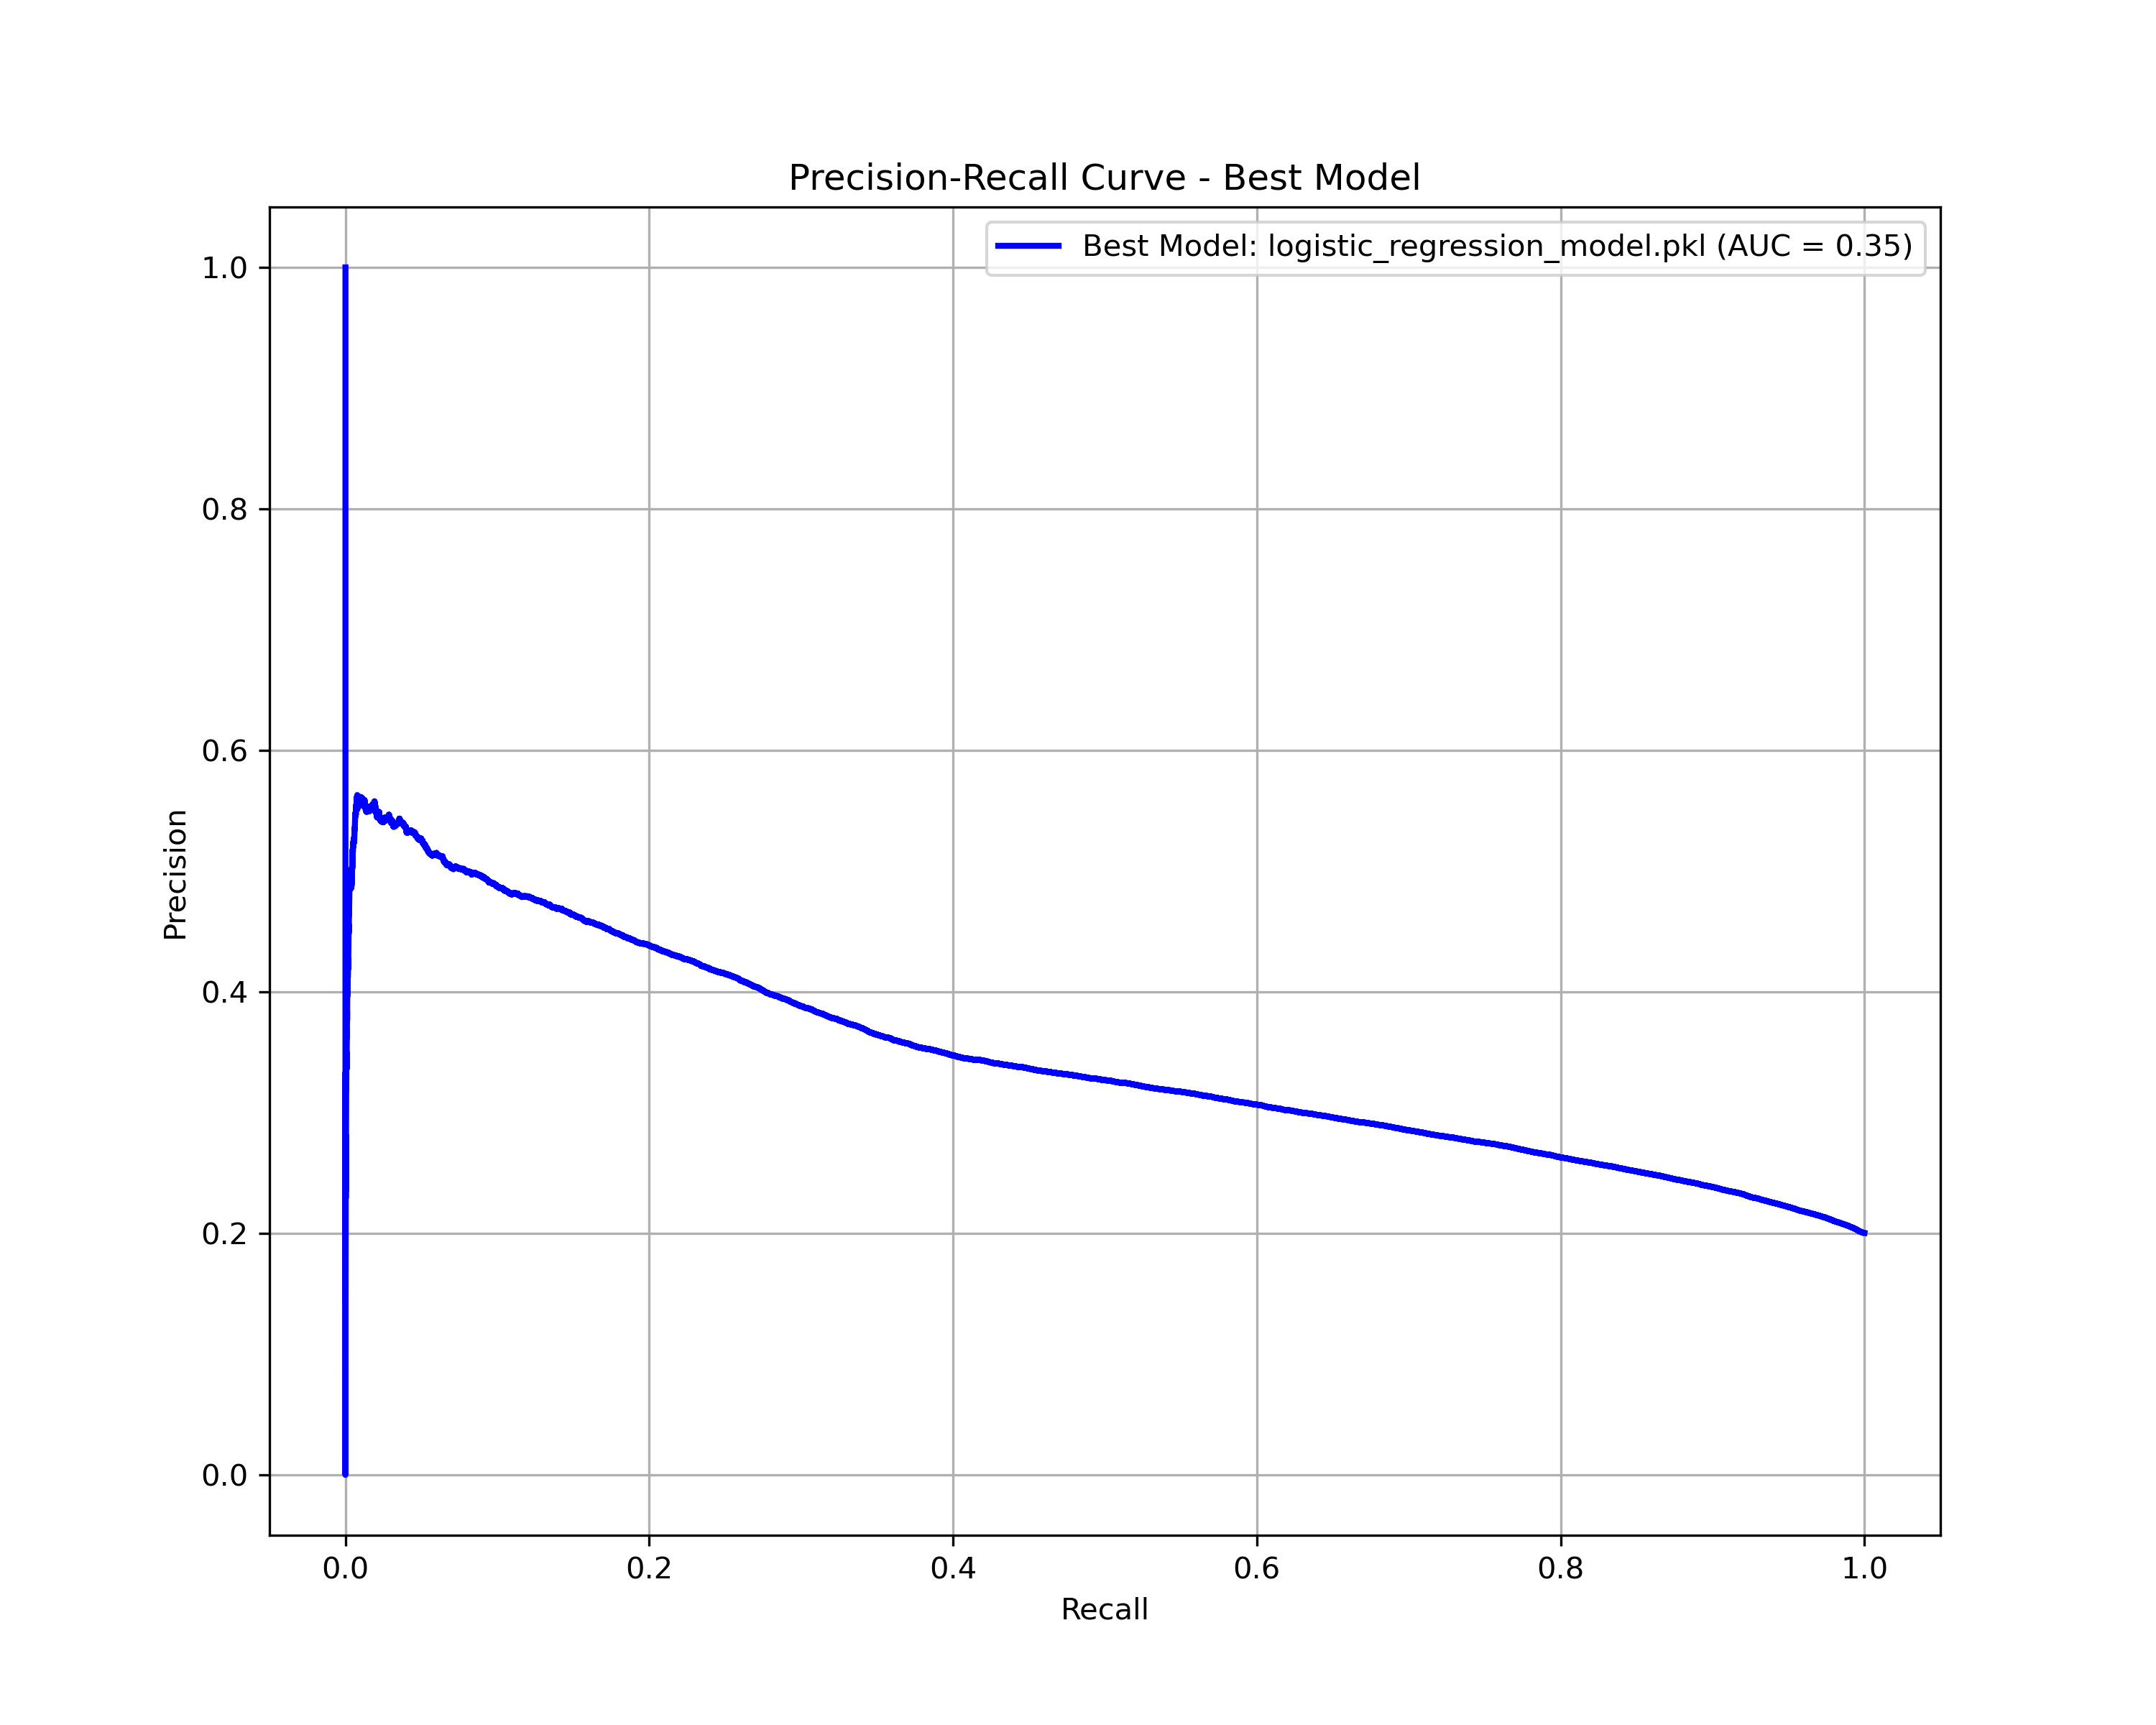 Precision-Recall Curve - Best Model
Best Model: logistic_regression_model.pkl (AUC = 0.35)
1.0
0.8
0.6
0.4
0.2
0.0
Precision
0.0 0.2 0.4 0.6 0.8 1.0
Recall